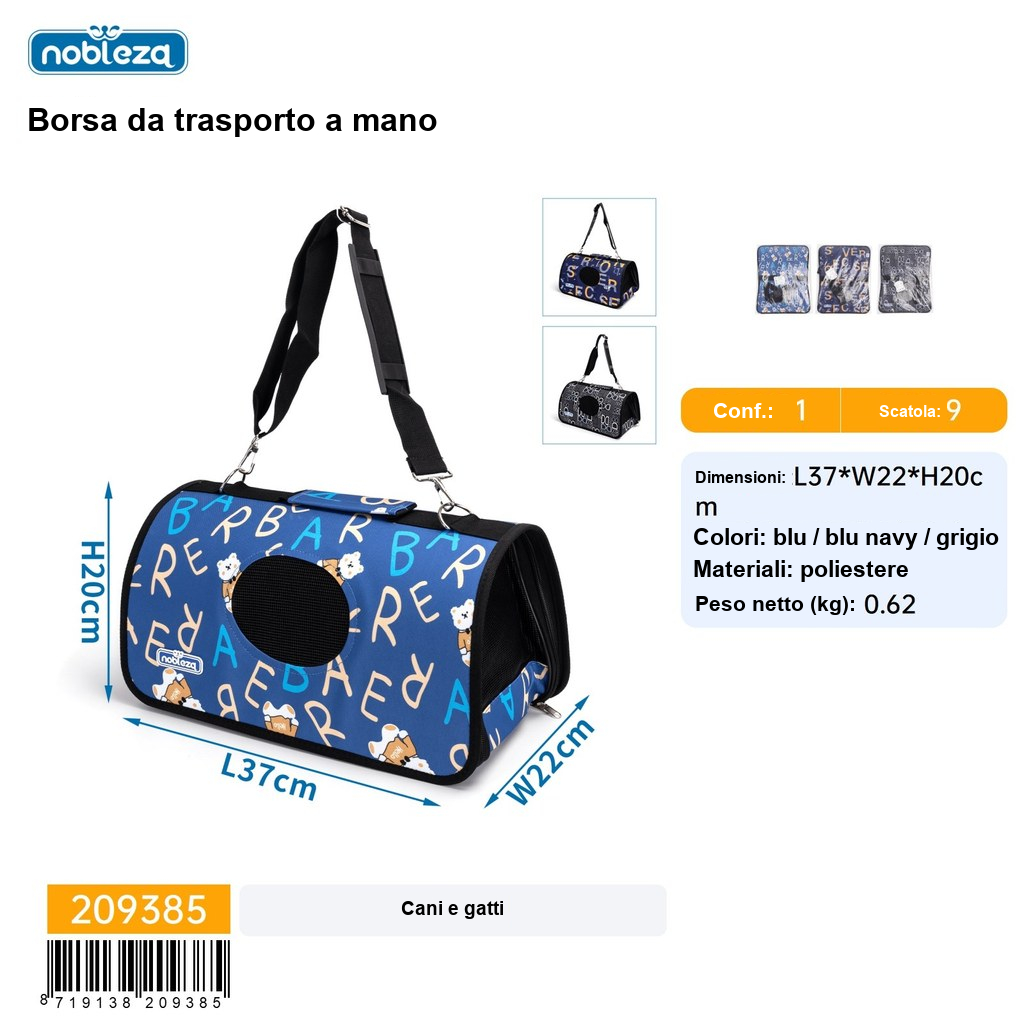 nobleza
Borsa da trasporto a mano
Conf.: 1
Scatola: 9
Dimensioni: L37*W22*H20c
m
Colori: blu / blu navy / grigio
Materiali: poliestere
Peso netto (kg): 0.62
H20cm
L37cm
W22cm
nobleza
209385
Cani e gatti
8 719138 209385